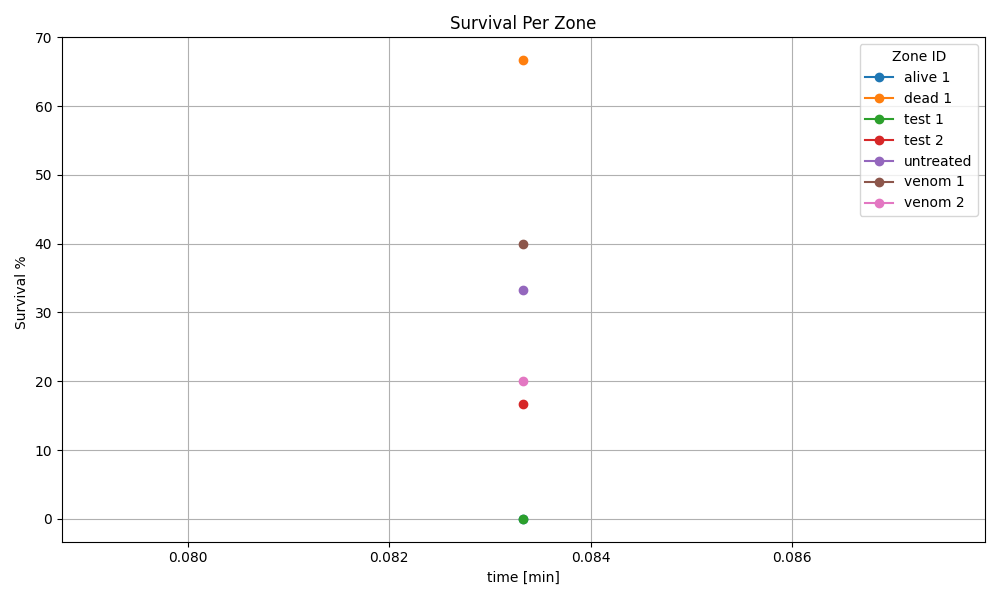 Survival Per Zone
70
60
50
40
30
20
10
0
Survival %
0.080
0.082
0.084
0.086
time [min]
Zone ID
alive 1
dead 1
test 1
test 2
untreated
venom 1
venom 2